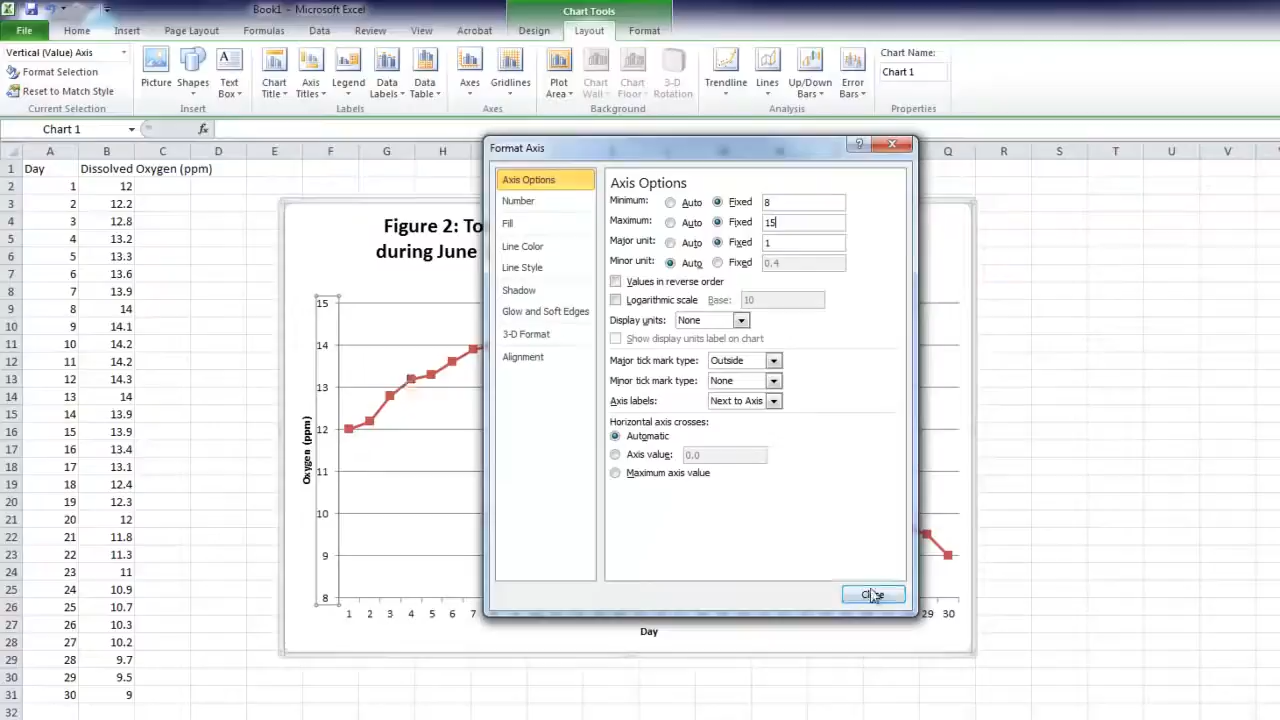 Book1 - Microsoft Excel
Chart Tools
File Home Insert Page Layout Formulas Data Review View Acrobat Design Layout Format
Vertical (Value) Axis
Format Selection
Reset to Match Style
Current Selection
Picture Shapes Text Box
Insert
Chart Title Axis Titles Legend Data Labels Data Table
Labels
Axes Gridlines
Axes
Plot Area Chart Wall Chart Floor 3-D Rotation
Background
Trendline Lines Up/Down Bars Error Bars
Analysis
Chart Name:
Chart 1
Properties
Chart 1 fx
A B C D E F G H Q R S T U V
1 Day Dissolved Oxygen (ppm)
2 1 12
3 2 12.2
4 3 12.8
5 4 13.2
6 5 13.3
7 6 13.6
8 7 13.9
9 8 14
10 9 14.1
11 10 14.2
12 11 14.2
13 12 14.3
14 13 14
15 14 13.9
16 15 13.9
17 16 13.4
18 17 13.1
19 18 12.4
20 19 12.3
21 20 12
22 21 11.8
23 22 11.3
24 23 11
25 24 10.9
26 25 10.7
27 26 10.3
28 27 10.2
29 28 9.7
30 29 9.5
31 30 9
32
Figure 2: To
during June
Oxygen (ppm)
15
14
13
12
11
10
9
8
1 2 3 4 5 6 7 29 30
Day
Format Axis
Axis Options
Number
Fill
Line Color
Line Style
Shadow
Glow and Soft Edges
3-D Format
Alignment
Axis Options
Minimum: Auto Fixed 8
Maximum: Auto Fixed 15
Major unit: Auto Fixed 1
Minor unit: Auto Fixed 0.4
Values in reverse order
Logarithmic scale Base: 10
Display units: None
Show display units label on chart
Major tick mark type: Outside
Minor tick mark type: None
Axis labels: Next to Axis
Horizontal axis crosses:
Automatic
Axis value: 0.0
Maximum axis value
Close